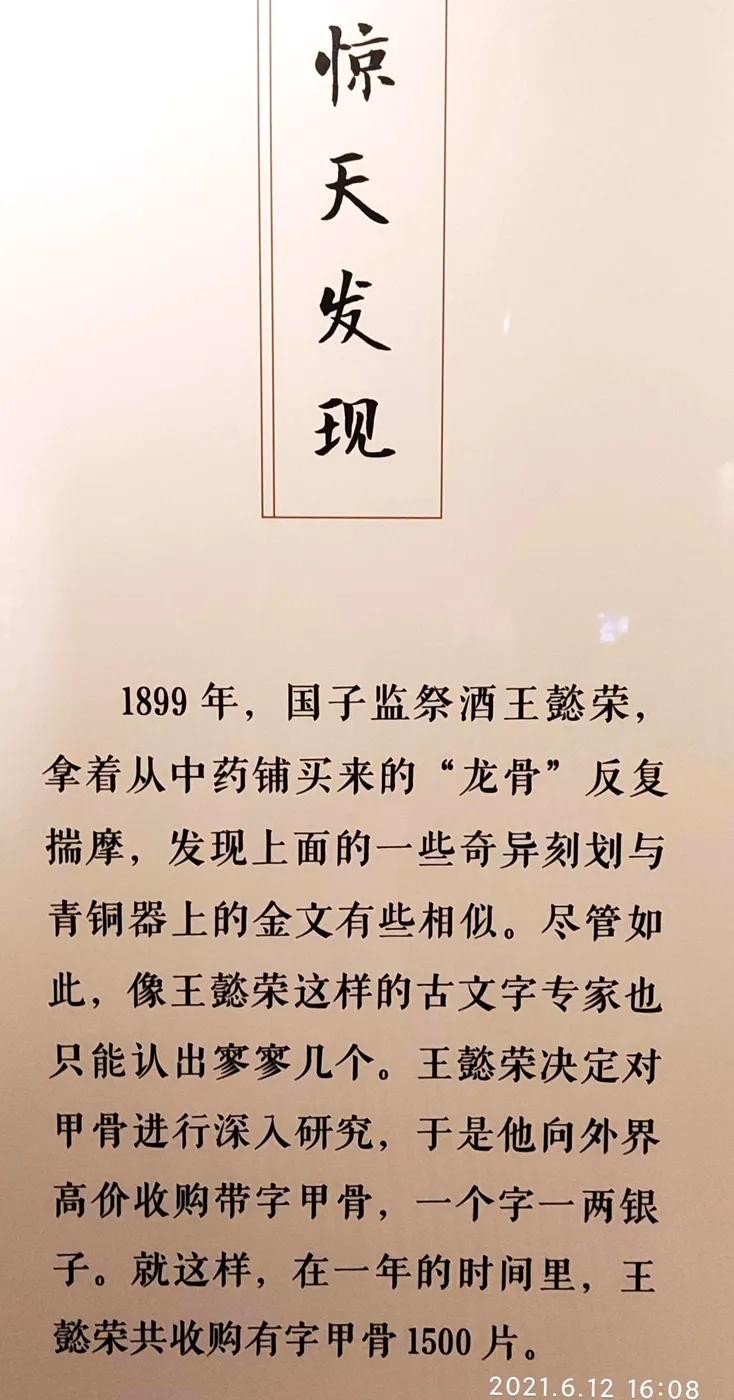 惊天发现
1899 年，国子监祭酒王懿荣，
拿着从中药铺买来的“龙骨”反复
揣摩，发现上面的一些奇异刻划与
青铜器上的金文有些相似。尽管如
此，像王懿荣这样的古文字专家也
只能认出寥寥几个。王懿荣决定对
甲骨进行深入研究，于是他向外界
高价收购带字甲骨，一个字一两银
子。就这样，在一年的时间里，王
懿荣共收购有字甲骨 1500 片。
2021.6.12 16:08